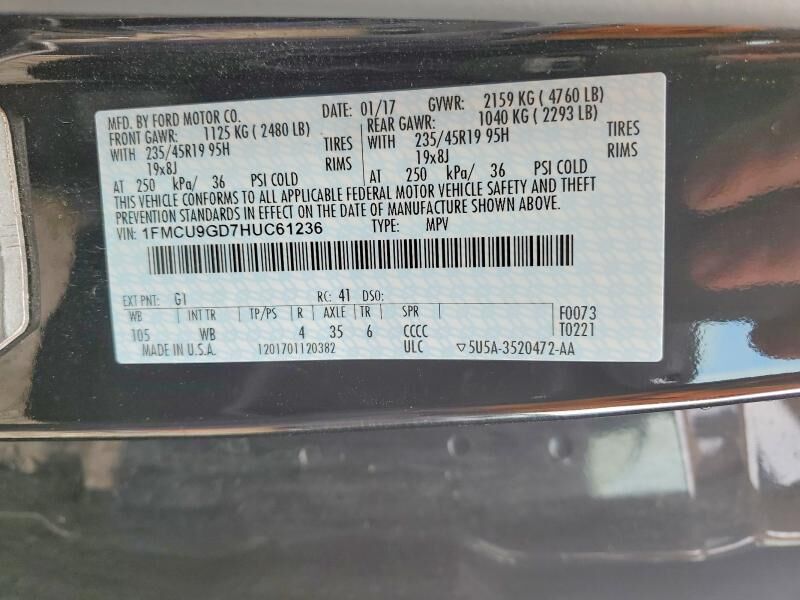 MFD. BY FORD MOTOR CO.
DATE: 01/17 GVWR: 2159 KG ( 4760 LB)
FRONT GAWR: 1125 KG ( 2480 LB) REAR GAWR: 1040 KG ( 2293 LB)
WITH 235/45R19 95H TIRES WITH 235/45R19 95H TIRES
19x8J RIMS 19x8J RIMS
AT 250 kPa/ 36 PSI COLD AT 250 kPa/ 36 PSI COLD
THIS VEHICLE CONFORMS TO ALL APPLICABLE FEDERAL MOTOR VEHICLE SAFETY AND THEFT
PREVENTION STANDARDS IN EFFECT ON THE DATE OF MANUFACTURE SHOWN ABOVE.
VIN: 1FMCU9GD7HUC61236 TYPE: MPV
EXT PNT: G1 RC: 41 DSO:
WB INT TR TP/PS R AXLE TR SPR F0073
105 WB 4 35 6 CCCC T0221
MADE IN U.S.A. 1201701120382 ULC ▽5U5A-3520472-AA